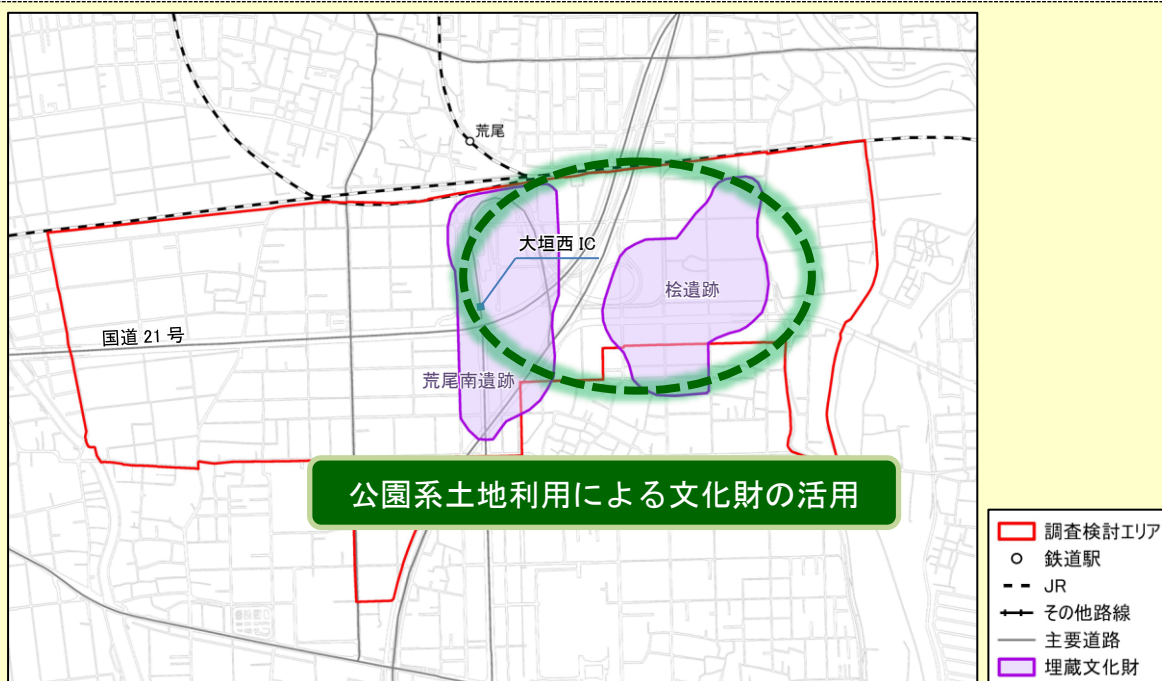 荒尾
大垣西 IC
桧遺跡
国道 21 号
荒尾南遺跡
公園系土地利用による文化財の活用
調査検討エリア
鉄道駅
JR
その他路線
主要道路
埋蔵文化財